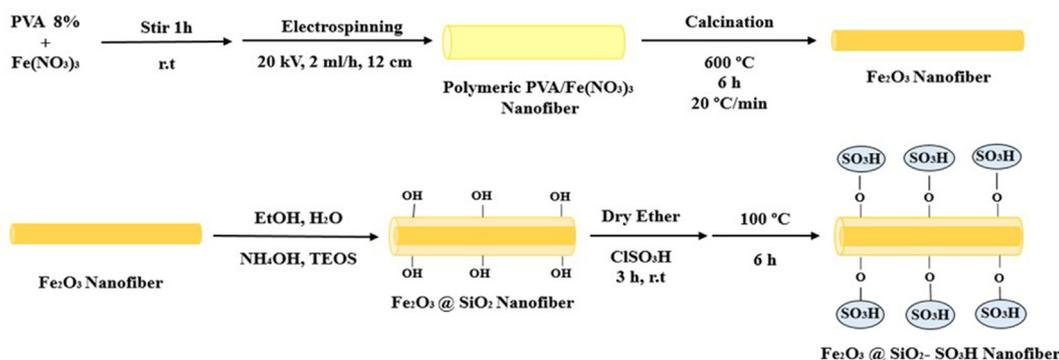 PVA 8%
+
Fe(NO₃)₃
Stir 1h
r.t
Electrospinning
20 kV, 2 ml/h, 12 cm
Polymeric PVA/Fe(NO₃)₃
Nanofiber
Calcination
600 °C
6 h
20 °C/min
Fe₂O₃ Nanofiber
Fe₂O₃ Nanofiber
EtOH, H₂O
NH₄OH, TEOS
OH OH OH
OH OH OH
Fe₂O₃ @ SiO₂ Nanofiber
Dry Ether
ClSO₃H
3 h, r.t
100 °C
6 h
SO₃H SO₃H SO₃H
O O O
O O O
SO₃H SO₃H SO₃H
Fe₂O₃ @ SiO₂- SO₃H Nanofiber